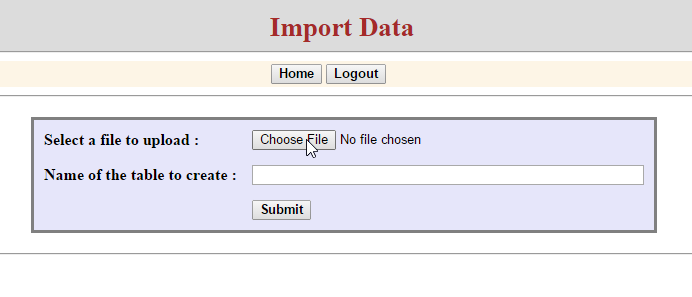 Import Data
Home Logout
Select a file to upload : Choose File No file chosen
Name of the table to create :
Submit